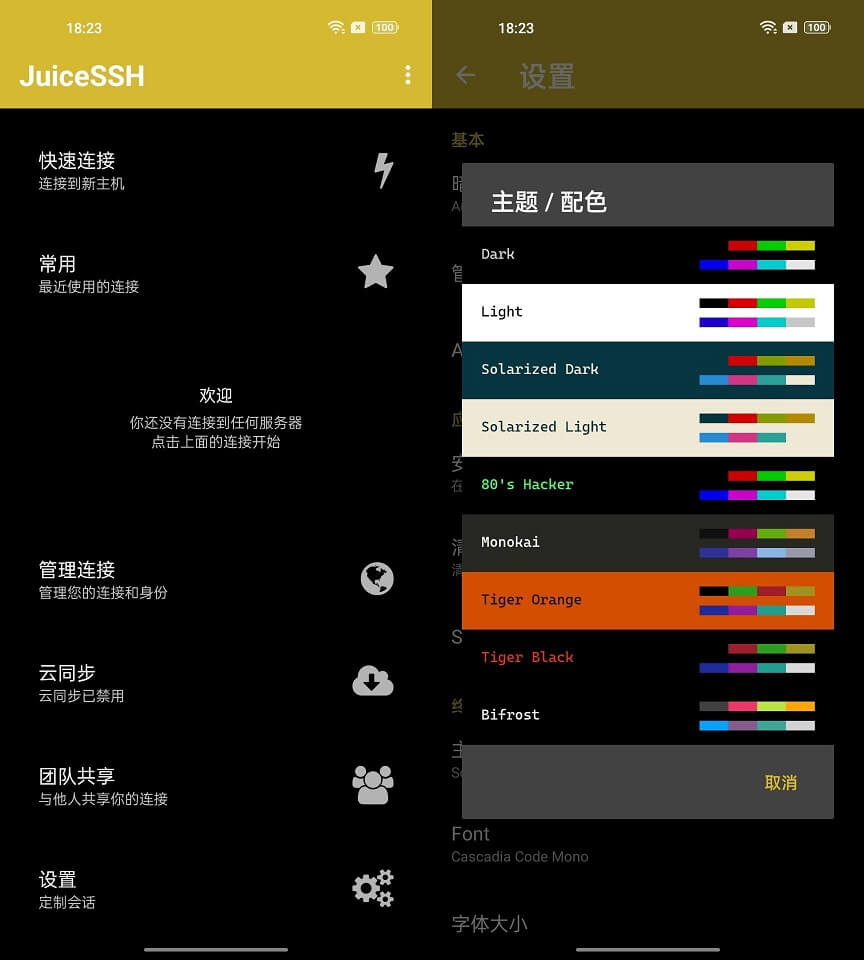 18:23
100
JuiceSSH
快速连接
连接到新主机
常用
最近使用的连接
欢迎
你还没有连接到任何服务器
点击上面的连接开始
管理连接
管理您的连接和身份
云同步
云同步已禁用
团队共享
与他人共享你的连接
设置
定制会话
18:23
100
设置
基本
主题 / 配色
Dark
Light
Solarized Dark
Solarized Light
80's Hacker
Monokai
Tiger Orange
Tiger Black
Bifrost
取消
Font
Cascadia Code Mono
字体大小